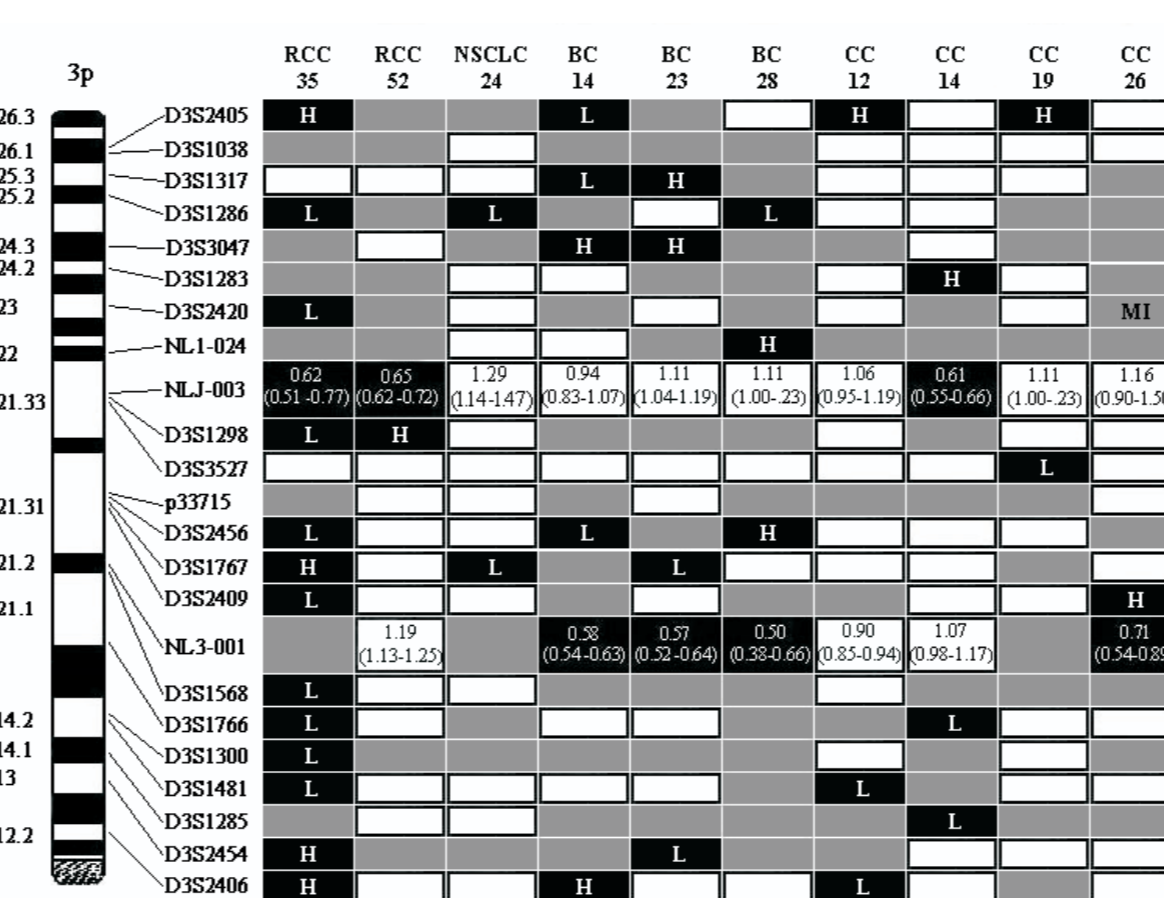 RCC RCC NSCLC BC BC BC CC CC CC CC
3p 35 52 24 14 23 28 12 14 19 26
26.3 D3S2405 H L H H
26.1 D3S1038
25.3 D3S1317 L H
25.2 D3S1286 L L L
24.3 D3S3047 H H
24.2 D3S1283 H
23 D3S2420 L MI
22 NL1-024 H
0.62 0.65 1.29 0.94 1.11 1.11 1.06 0.61 1.11 1.16
21.33 NLJ-003
(0.51 -0.77) (0.62 -0.72) (1.14-1.47) (0.83-1.07) (1.04-1.19) (1.00-.23) (0.95-1.19) (0.55-0.66) (1.00-.23)
D3S1298 L H
D3S3527 L
21.31 p33715
D3S2456 L L H
21.2 D3S1767 H L L
21.1 D3S2409 L H
1.19 0.58 0.57 0.50 0.90 1.07 0.71
NL3-001
(1.13-1.25) (0.54-0.63) (0.52 -0.64) (0.38-0.66) (0.85-0.94) (0.98-1.17) (0.54-0.89
D3S1568 L
14.2 D3S1766 L L
14.1 D3S1300 L
13 D3S1481 L L
D3S1285 L
12.2 D3S2454 H L
D3S2406 H H L